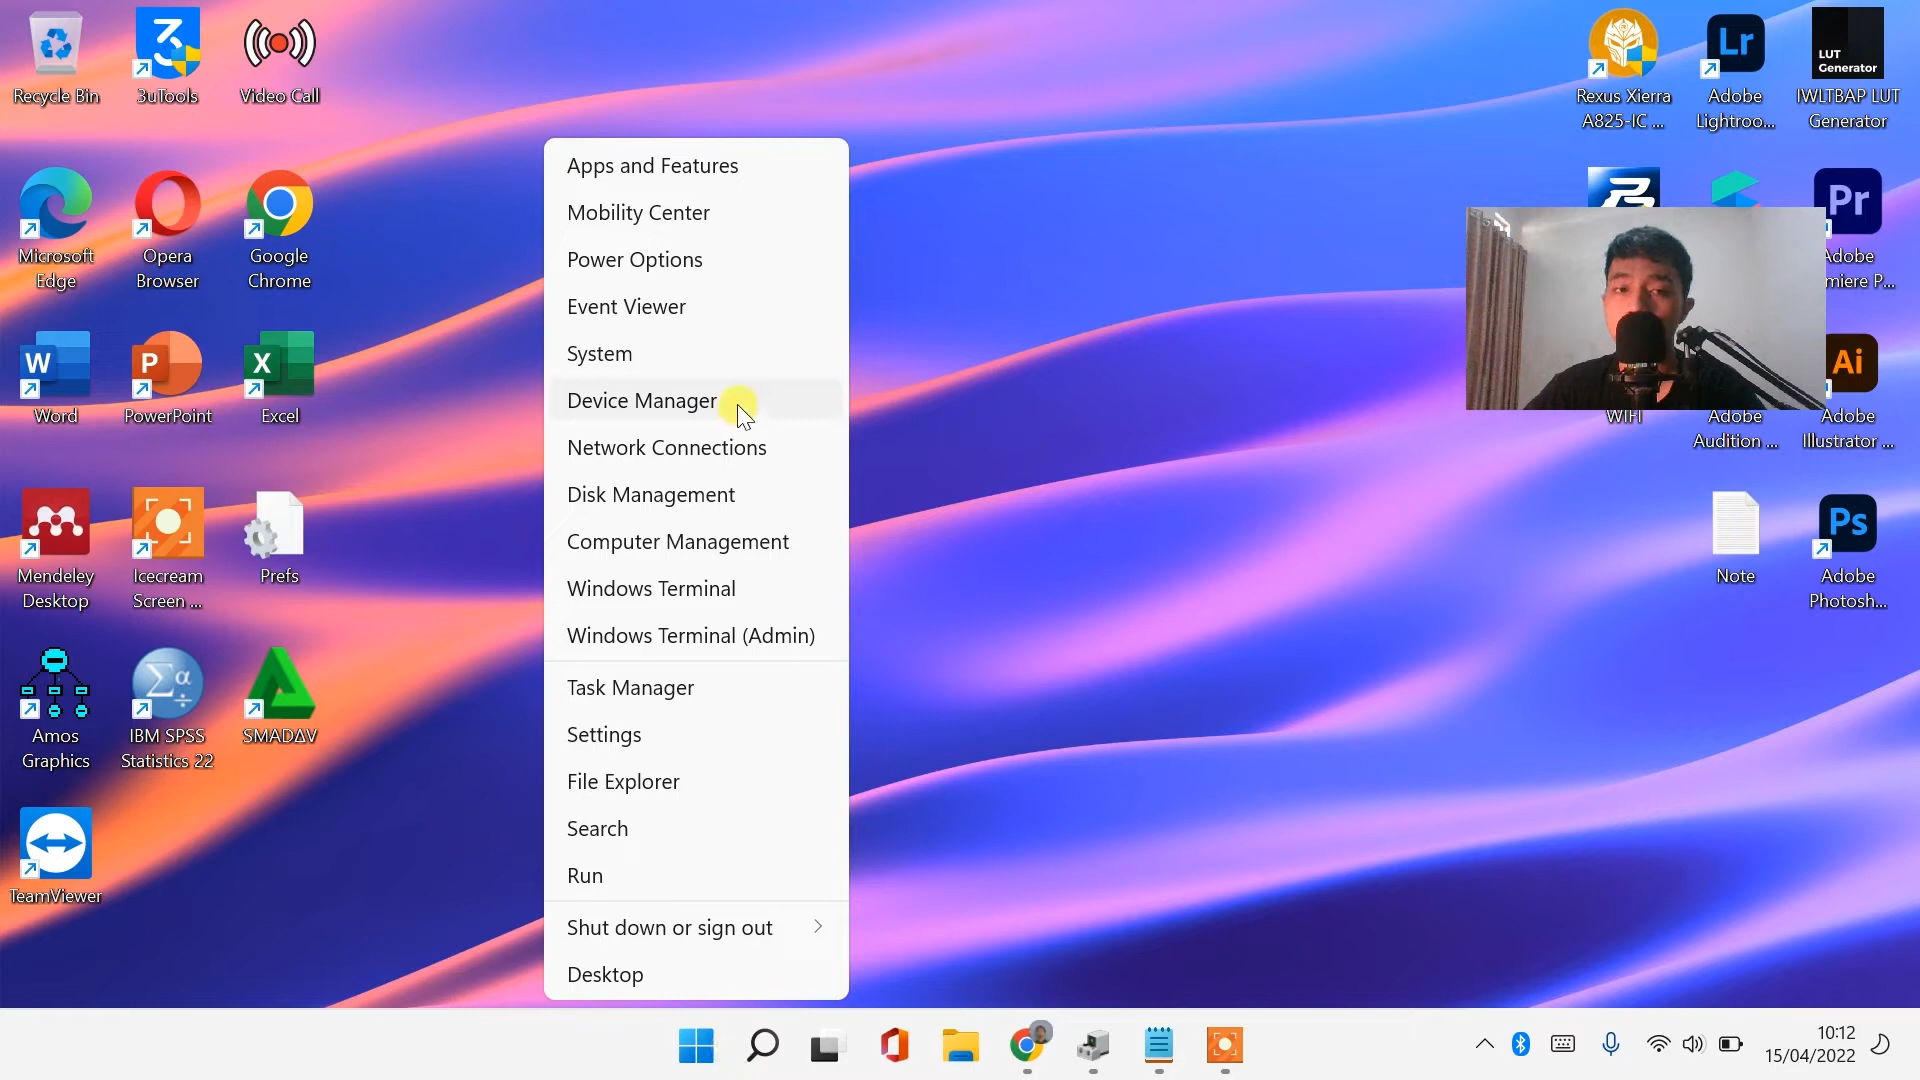 Recycle Bin
3uTools
Video Call
Microsoft
Edge
Opera
Browser
Google
Chrome
W
Word
P
PowerPoint
X
Excel
Mendeley
Desktop
Icecream
Screen ...
Prefs
Amos
Graphics
Σα
÷
IBM SPSS
Statistics 22
SMADΔV
TeamViewer
Apps and Features
Mobility Center
Power Options
Event Viewer
System
Device Manager
Network Connections
Disk Management
Computer Management
Windows Terminal
Windows Terminal (Admin)
Task Manager
Settings
File Explorer
Search
Run
Shut down or sign out
Desktop
Rexus Xierra
A825-IC ...
Lr
Adobe
Lightroo...
LUT
Generator
IWLTBAP LUT
Generator
Pr
Adobe
miere P...
WIFI
Adobe
Audition ...
Ai
Adobe
Illustrator ...
Note
Ps
Adobe
Photosh...
10:12
15/04/2022